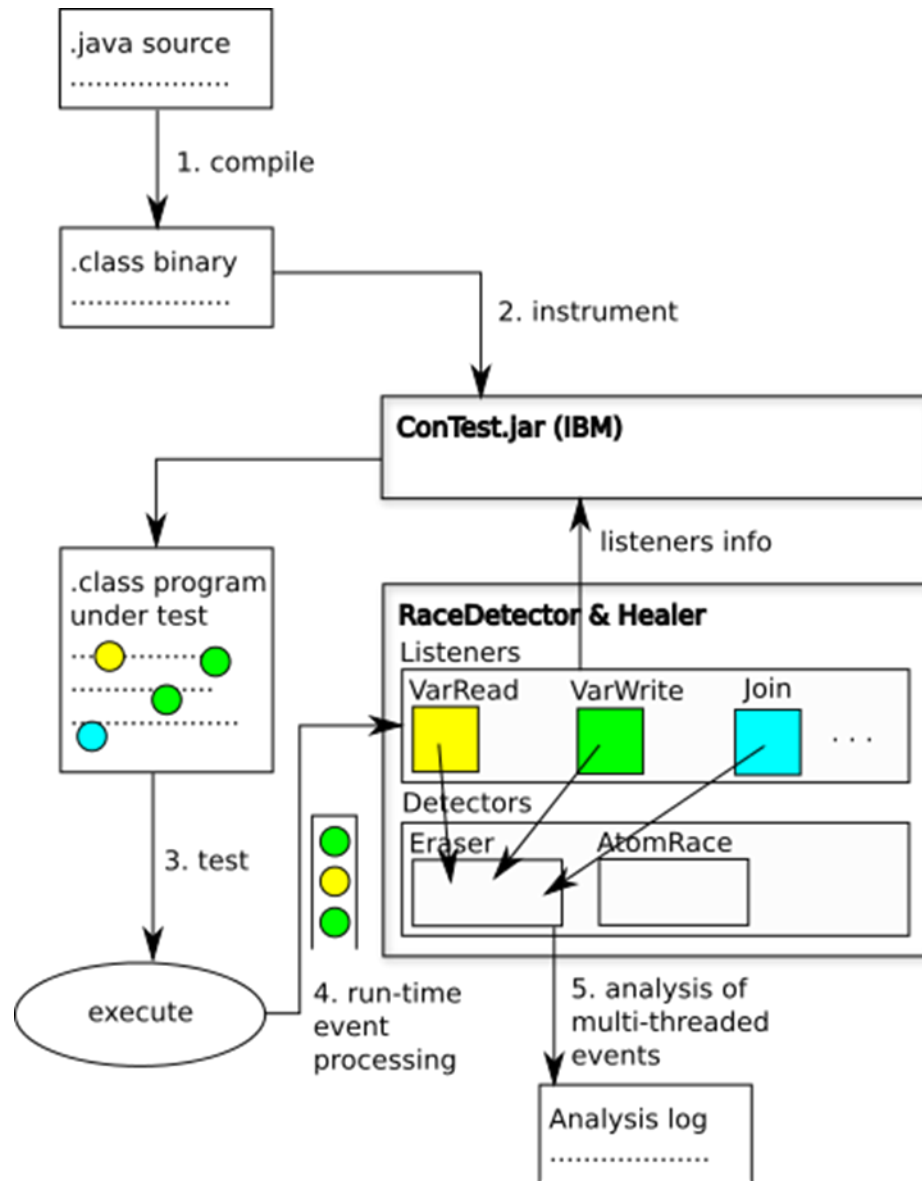 .java source
...................
1. compile
.class binary
...................
2. instrument
ConTest.jar (IBM)
listeners info
.class program
under test
RaceDetector & Healer
Listeners
VarRead
VarWrite
Join
. . .
Detectors
Eraser
AtomRace
3. test
execute
4. run-time
event
processing
5. analysis of
multi-threaded
events
Analysis log
...................